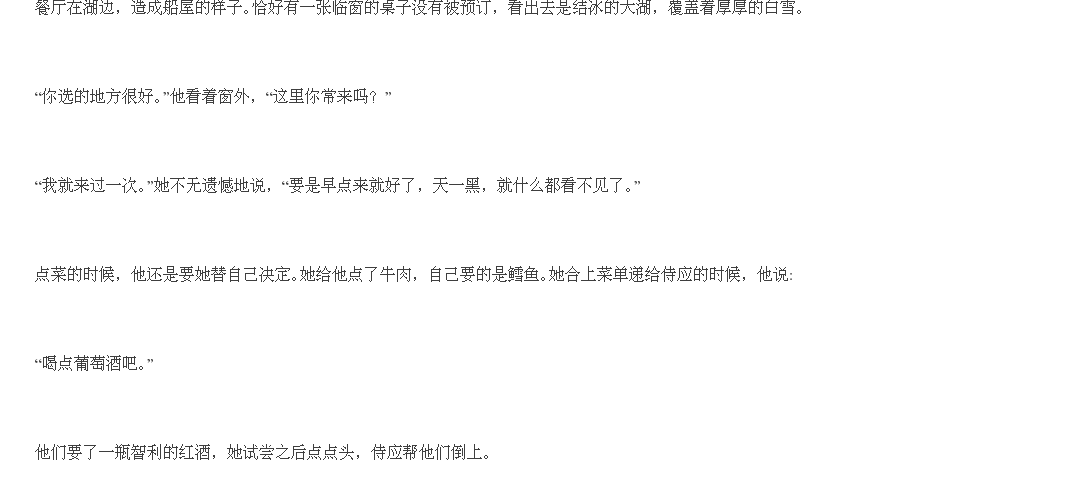 餐厅在湖边，造成船屋的样子。恰好有一张临窗的桌子没有被预订，看出去是结冰的大湖，覆盖着厚厚的白雪。
“你选的地方很好。”他看着窗外，“这里你常来吗？”
“我就来过一次。”她不无遗憾地说，“要是早点来就好了，天一黑，就什么都看不见了。”
点菜的时候，他还是要她替自己决定。她给他点了牛肉，自己要的是鳕鱼。她合上菜单递给侍应的时候，他说：
“喝点葡萄酒吧。”
他们要了一瓶智利的红酒，她试尝之后点点头，侍应帮他们倒上。